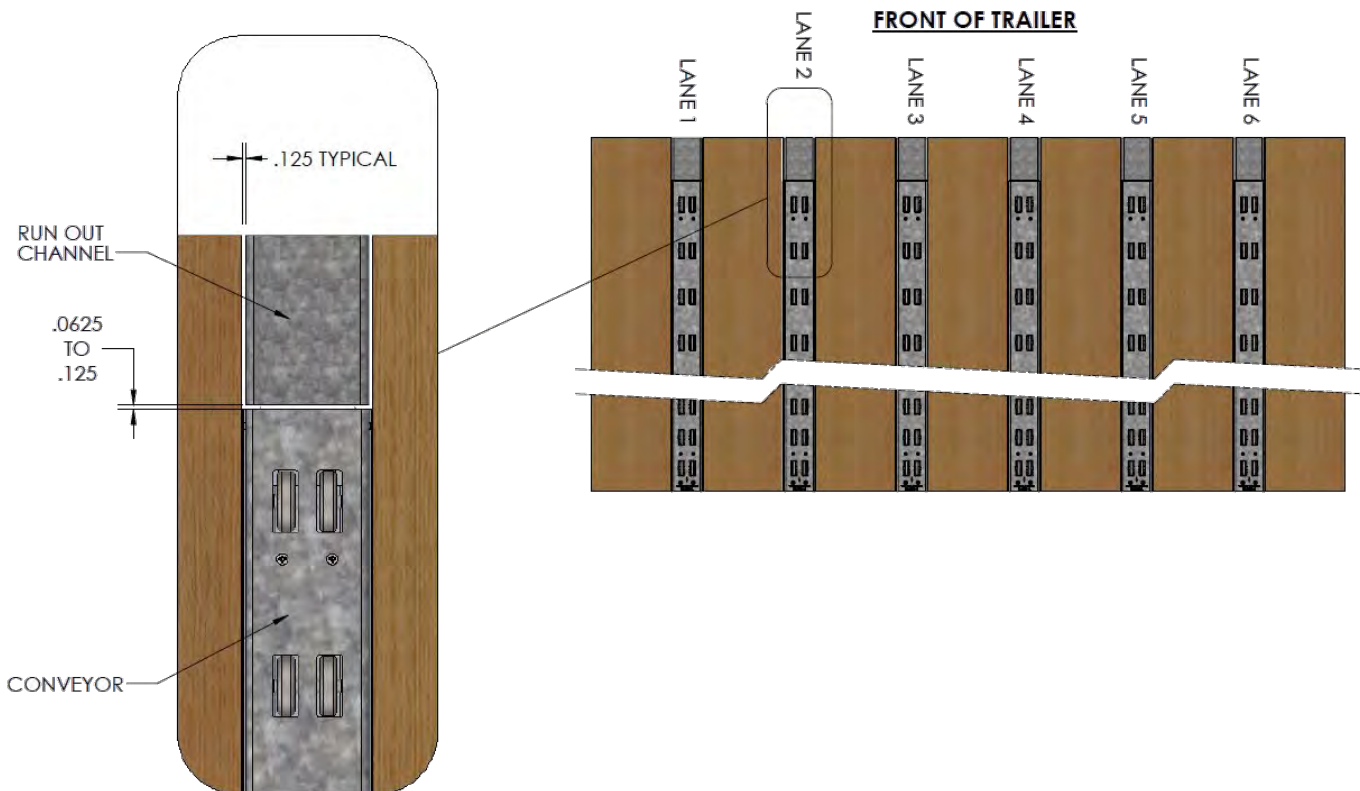 FRONT OF TRAILER
LANE 1
LANE 2
LANE 3
LANE 4
LANE 5
LANE 6
.125 TYPICAL
RUN OUT
CHANNEL
.0625
TO
.125
CONVEYOR